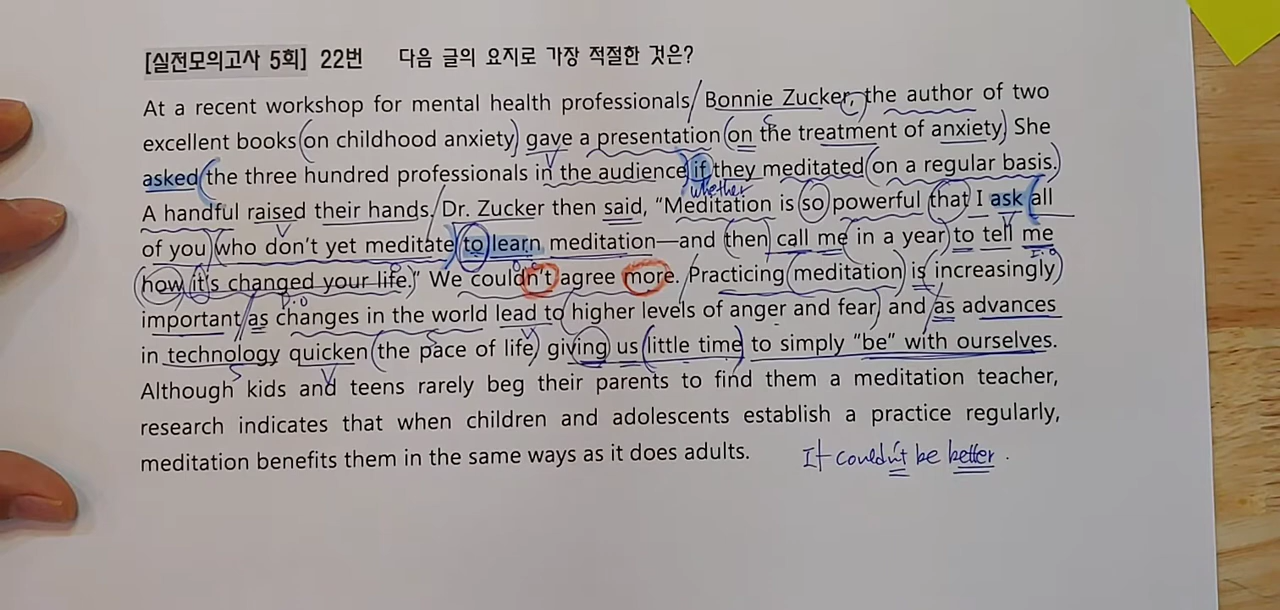 [실전모의고사 5회] 22번 다음 글의 요지로 가장 적절한 것은?
At a recent workshop for mental health professionals Bonnie Zucker, the author of two
excellent books on childhood anxiety gave a presentation on the treatment of anxiety. She
asked the three hundred professionals in the audience if they meditated on a regular basis.
whether
A handful raised their hands. Dr. Zucker then said, “Meditation is so powerful that I ask all
of you who don’t yet meditate to learn meditation—and then call me in a year to tell me
I.O
how it’s changed your life.” We couldn’t agree more. Practicing meditation is increasingly
D.O
important as changes in the world lead to higher levels of anger and fear and as advances
in technology quicken the pace of life giving us little time to simply “be” with ourselves.
S V
Although kids and teens rarely beg their parents to find them a meditation teacher,
research indicates that when children and adolescents establish a practice regularly,
meditation benefits them in the same ways as it does adults.
It couldn't be better.